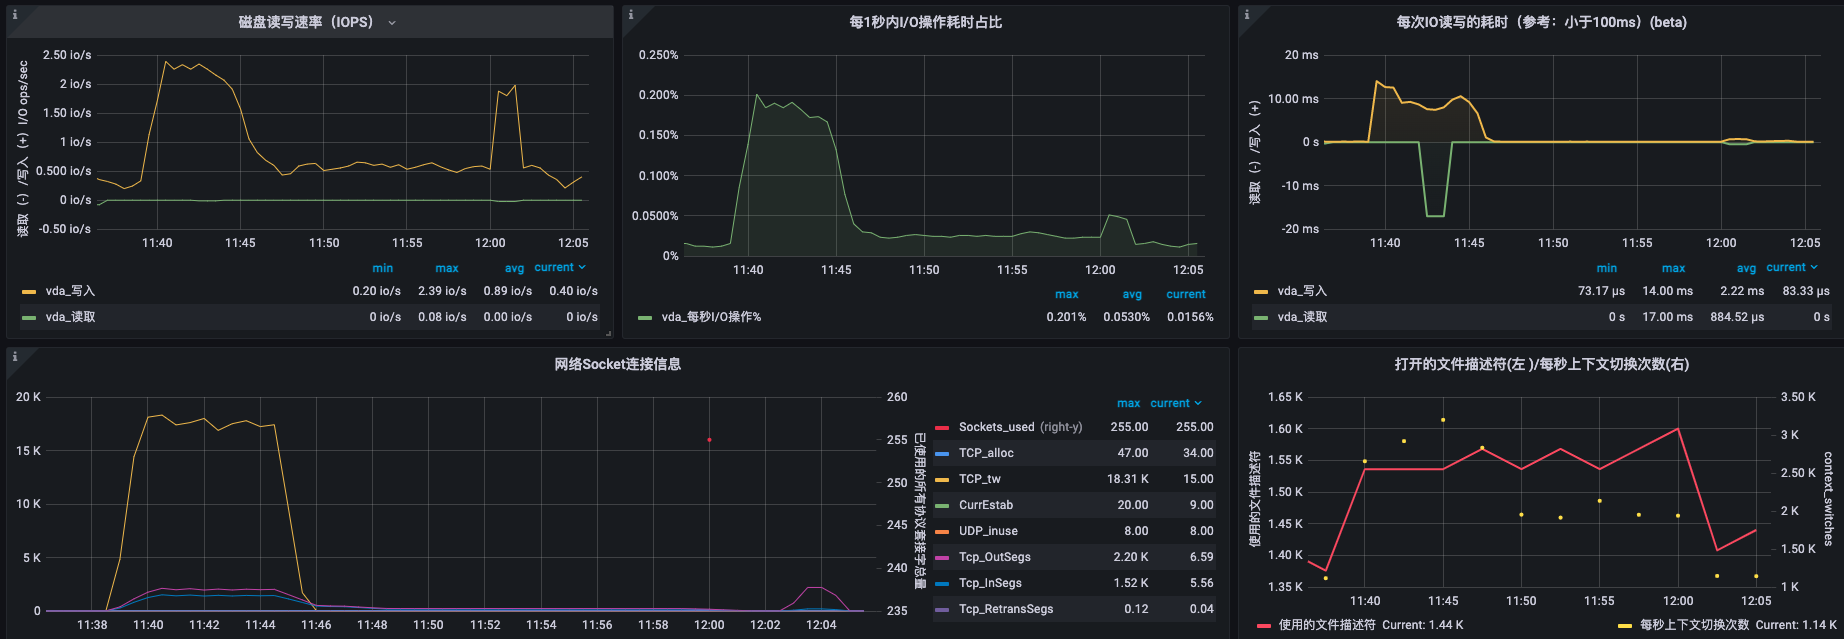 磁盘读写速率（IOPS）
读取（-）/写入（+）I/O ops/sec
2.50 io/s
2 io/s
1.50 io/s
1 io/s
0.500 io/s
0 io/s
-0.50 io/s
11:40 11:45 11:50 11:55 12:00 12:05
min max avg current
vda_写入 0.20 io/s 2.39 io/s 0.89 io/s 0.40 io/s
vda_读取 0 io/s 0.08 io/s 0.00 io/s 0 io/s
每1秒内I/O操作耗时占比
0.250%
0.200%
0.150%
0.100%
0.0500%
0%
11:40 11:45 11:50 11:55 12:00 12:05
max avg current
vda_每秒I/O操作% 0.201% 0.0530% 0.0156%
每次IO读写的耗时（参考：小于100ms）(beta)
读取（-）/写入（+）
20 ms
10.00 ms
0 s
-10 ms
-20 ms
11:40 11:45 11:50 11:55 12:00 12:05
min max avg current
vda_写入 73.17 µs 14.00 ms 2.22 ms 83.33 µs
vda_读取 0 s 17.00 ms 884.52 µs 0 s
网络Socket连接信息
20 K
15 K
10 K
5 K
0
11:38 11:40 11:42 11:44 11:46 11:48 11:50 11:52 11:54 11:56 11:58 12:00 12:02 12:04
260
255
250
245
240
235
已使用的所有协议套接字总量
max current
Sockets_used (right-y) 255.00 255.00
TCP_alloc 47.00 34.00
TCP_tw 18.31 K 15.00
CurrEstab 20.00 9.00
UDP_inuse 8.00 8.00
Tcp_OutSegs 2.20 K 6.59
Tcp_InSegs 1.52 K 5.56
Tcp_RetransSegs 0.12 0.04
打开的文件描述符(左 )/每秒上下文切换次数(右)
使用的文件描述符
1.65 K
1.60 K
1.55 K
1.50 K
1.45 K
1.40 K
1.35 K
11:40 11:45 11:50 11:55 12:00 12:05
3.50 K
3 K
2.50 K
2 K
1.50 K
1 K
context_switches
使用的文件描述符 Current: 1.44 K
每秒上下文切换次数 Current: 1.14 K